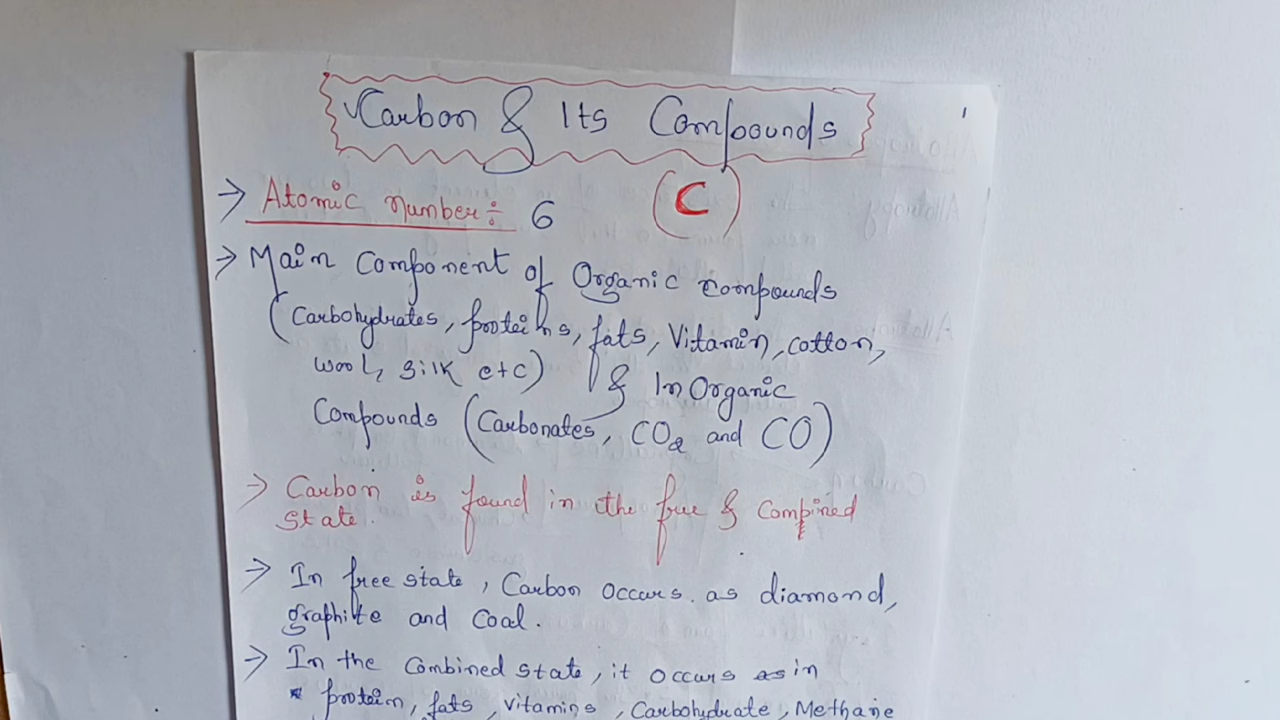 Carbon & Its Compounds
1
→ Atomic Number ÷ 6 (C)
→ Main Component of Organic Compounds
(Carbohydrates, proteins, fats, Vitamin, cotton,
wool, silk etc) & InOrganic
Compounds (Carbonates, CO2 and CO)
→ Carbon is found in the free & Compined
State.
→ In free state, Carbon occurs. as diamond,
graphite and Coal.
→ In the Combined State, it occurs as in
* protein, fats, vitamins, Carbohydrate, Methane